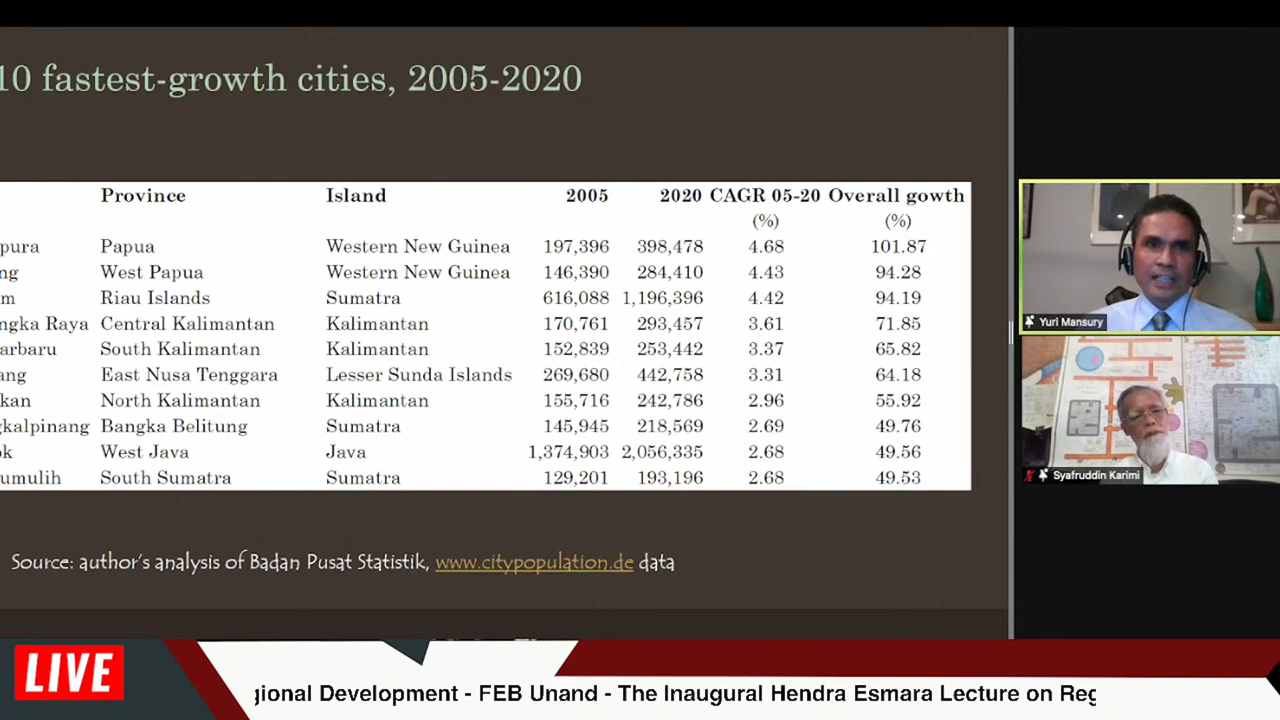 10 fastest-growth cities, 2005-2020
Province Island 2005 2020 CAGR 05-20 Overall gowth
(%) (%)
pura Papua Western New Guinea 197,396 398,478 4.68 101.87
ng West Papua Western New Guinea 146,390 284,410 4.43 94.28
m Riau Islands Sumatra 616,088 1,196,396 4.42 94.19
ngka Raya Central Kalimantan Kalimantan 170,761 293,457 3.61 71.85
arbaru South Kalimantan Kalimantan 152,839 253,442 3.37 65.82
ang East Nusa Tenggara Lesser Sunda Islands 269,680 442,758 3.31 64.18
kan North Kalimantan Kalimantan 155,716 242,786 2.96 55.92
gkalpinang Bangka Belitung Sumatra 145,945 218,569 2.69 49.76
ok West Java Java 1,374,903 2,056,335 2.68 49.56
umulih South Sumatra Sumatra 129,201 193,196 2.68 49.53
Source: author's analysis of Badan Pusat Statistik, www.citypopulation.de data
Yuri Mansury
Syafruddin Karimi
LIVE
gional Development - FEB Unand - The Inaugural Hendra Esmara Lecture on Reg